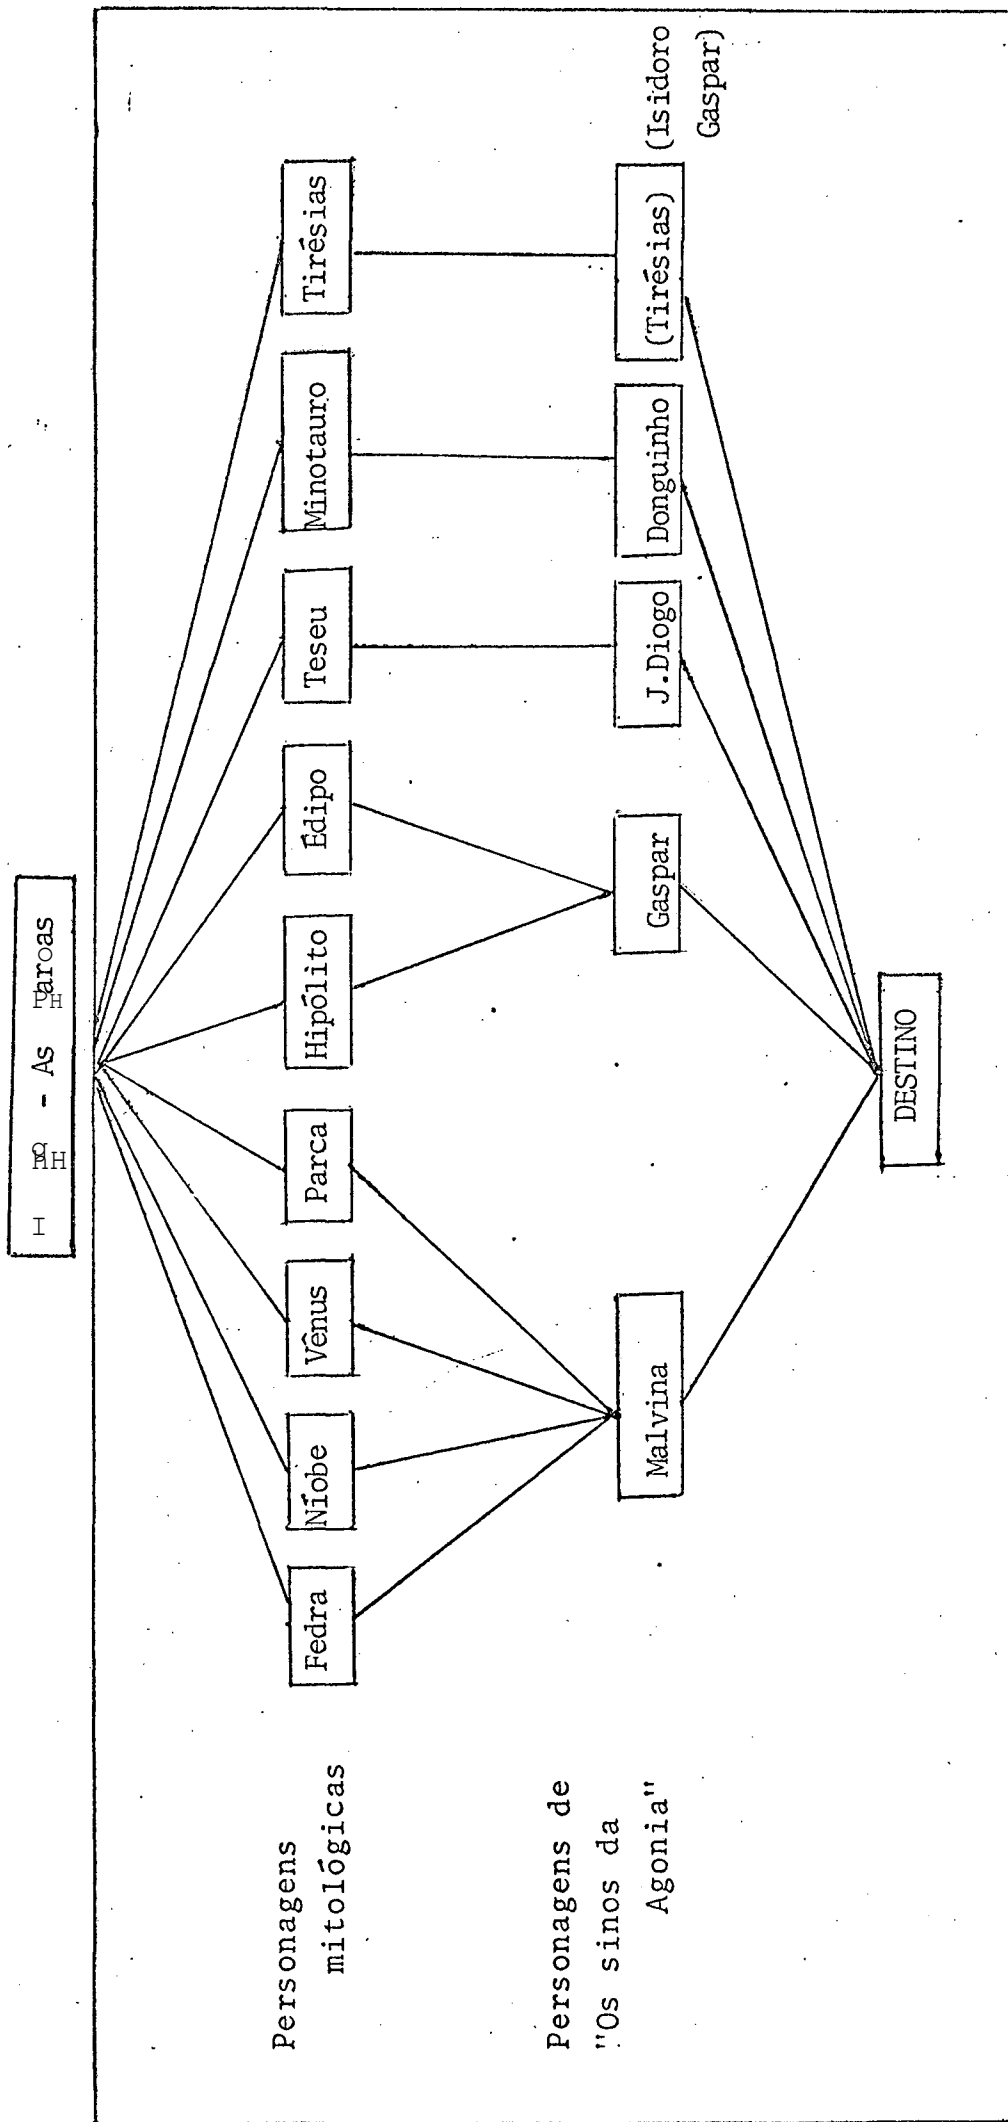 - As
Fedra
Níobe
Vênus
Parca
Hipólito
Édipo
Teseu
Minotauro
Tirésias
Personagens
mitológicas
Malvina
Gaspar
J.Diogo
Donguinho
(Tirésias)
(Isidoro
Gaspar)
Personagens de
"Os sinos da
Agonia"
DESTINO